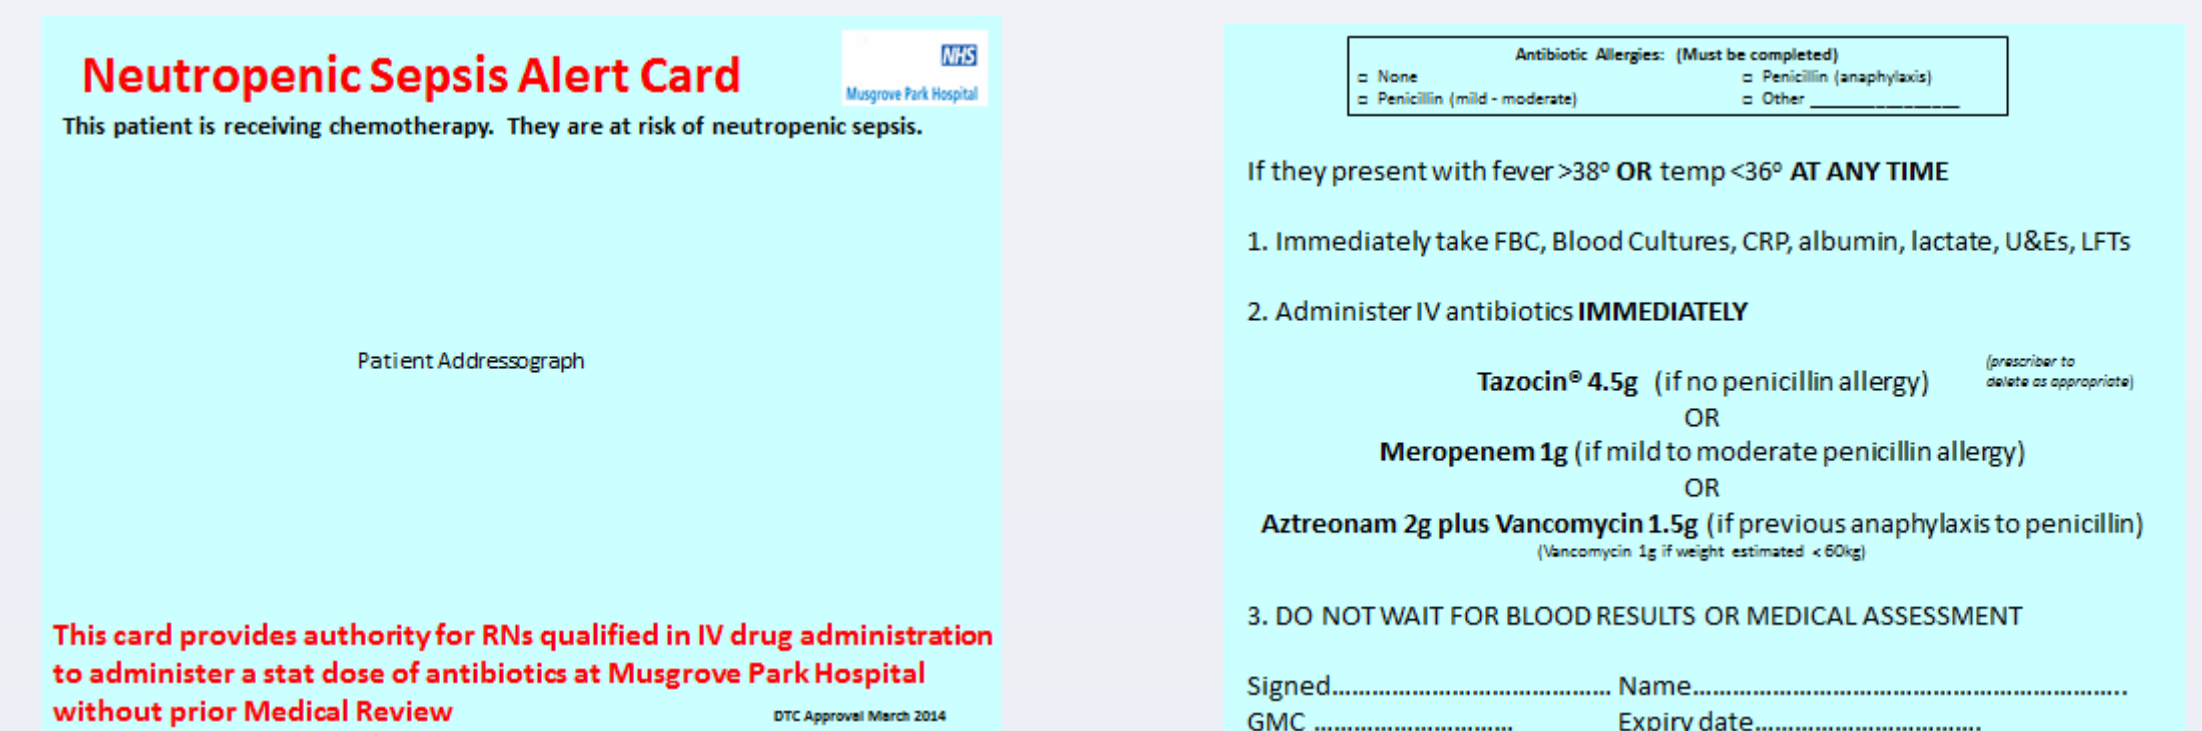 Neutropenic Sepsis Alert Card
NHS
Musgrove Park Hospital
This patient is receiving chemotherapy. They are at risk of neutropenic sepsis.
Patient Addressograph
This card provides authority for RNs qualified in IV drug administration
to administer a stat dose of antibiotics at Musgrove Park Hospital
without prior Medical Review
DTC Approval March 2014
Antibiotic Allergies: (Must be completed)
□ None □ Penicillin (anaphylaxis)
□ Penicillin (mild - moderate) □ Other _________________
If they present with fever >38º OR temp <36º AT ANY TIME
1. Immediately take FBC, Blood Cultures, CRP, albumin, lactate, U&Es, LFTs
2. Administer IV antibiotics IMMEDIATELY
(prescriber to
delete as appropriate)
Tazocin® 4.5g (if no penicillin allergy)
OR
Meropenem 1g (if mild to moderate penicillin allergy)
OR
Aztreonam 2g plus Vancomycin 1.5g (if previous anaphylaxis to penicillin)
(Vancomycin 1g if weight estimated < 60kg)
3. DO NOT WAIT FOR BLOOD RESULTS OR MEDICAL ASSESSMENT
Signed...................................... Name..........................................................
GMC ........................... Expiry date...............................